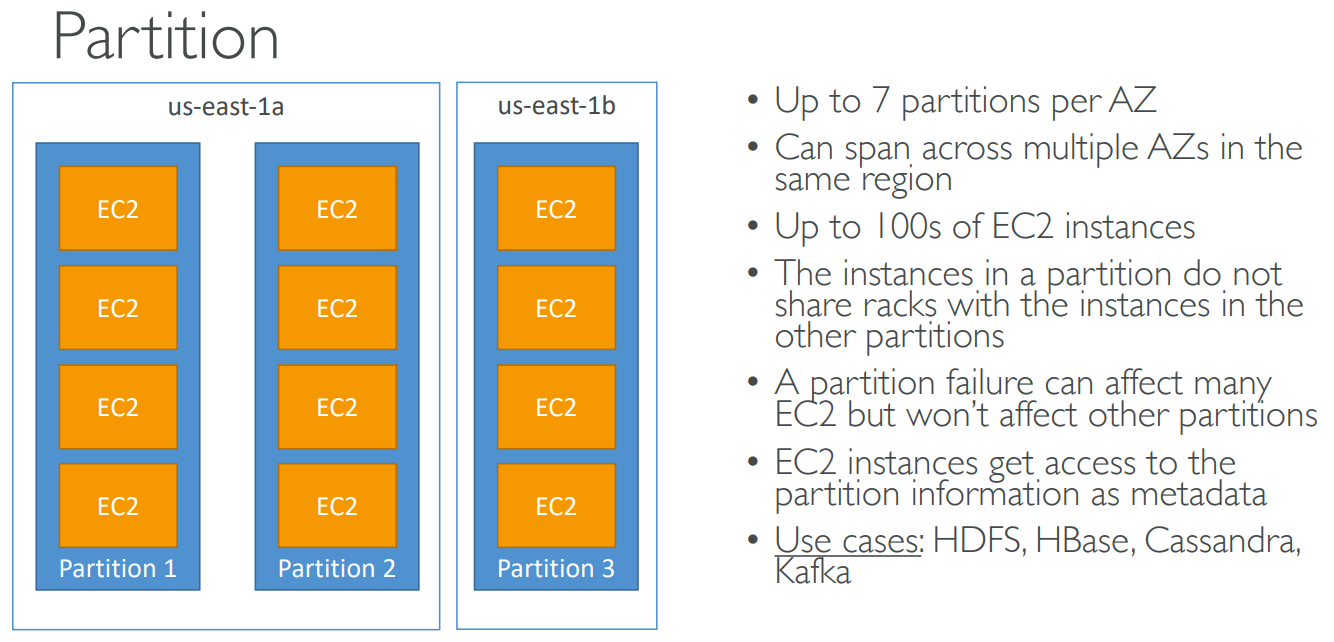 Partition
us-east-1a
us-east-1b
EC2
EC2
EC2
EC2
EC2
EC2
EC2
EC2
EC2
EC2
EC2
EC2
Partition 1
Partition 2
Partition 3
• Up to 7 partitions per AZ
• Can span across multiple AZs in the
same region
• Up to 100s of EC2 instances
• The instances in a partition do not
share racks with the instances in the
other partitions
• A partition failure can affect many
EC2 but won't affect other partitions
• EC2 instances get access to the
partition information as metadata
• Use cases: HDFS, HBase, Cassandra,
Kafka